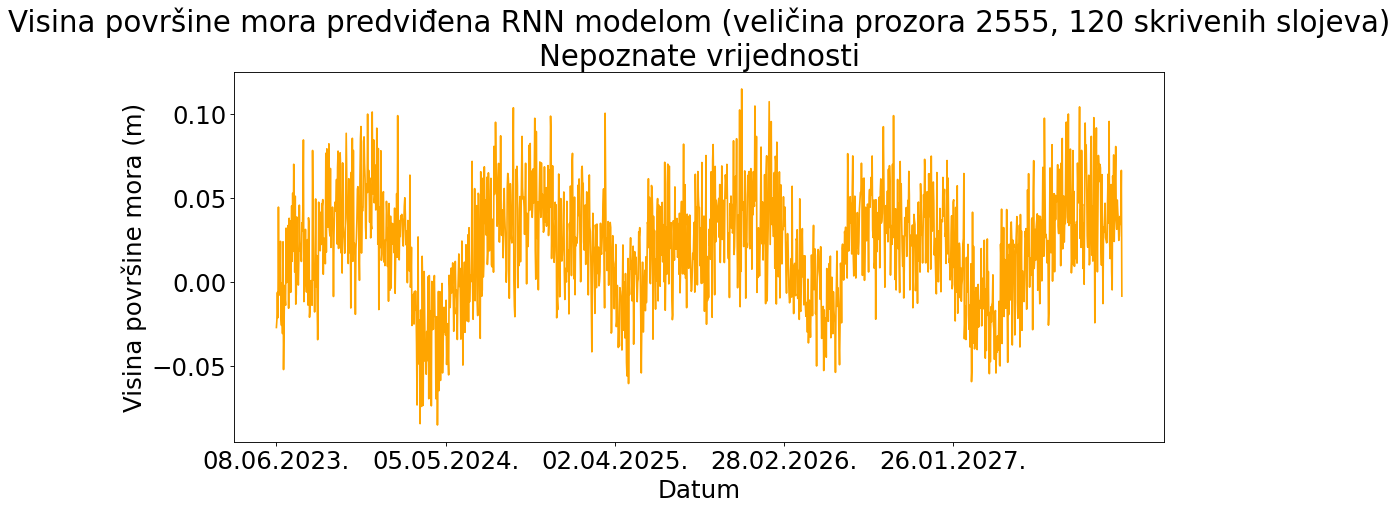 Visina površine mora predviđena RNN modelom (veličina prozora 2555, 120 skrivenih slojeva)
Nepoznate vrijednosti
Visina površine mora (m)
0.10
0.05
0.00
−0.05
08.06.2023. 05.05.2024. 02.04.2025. 28.02.2026. 26.01.2027.
Datum